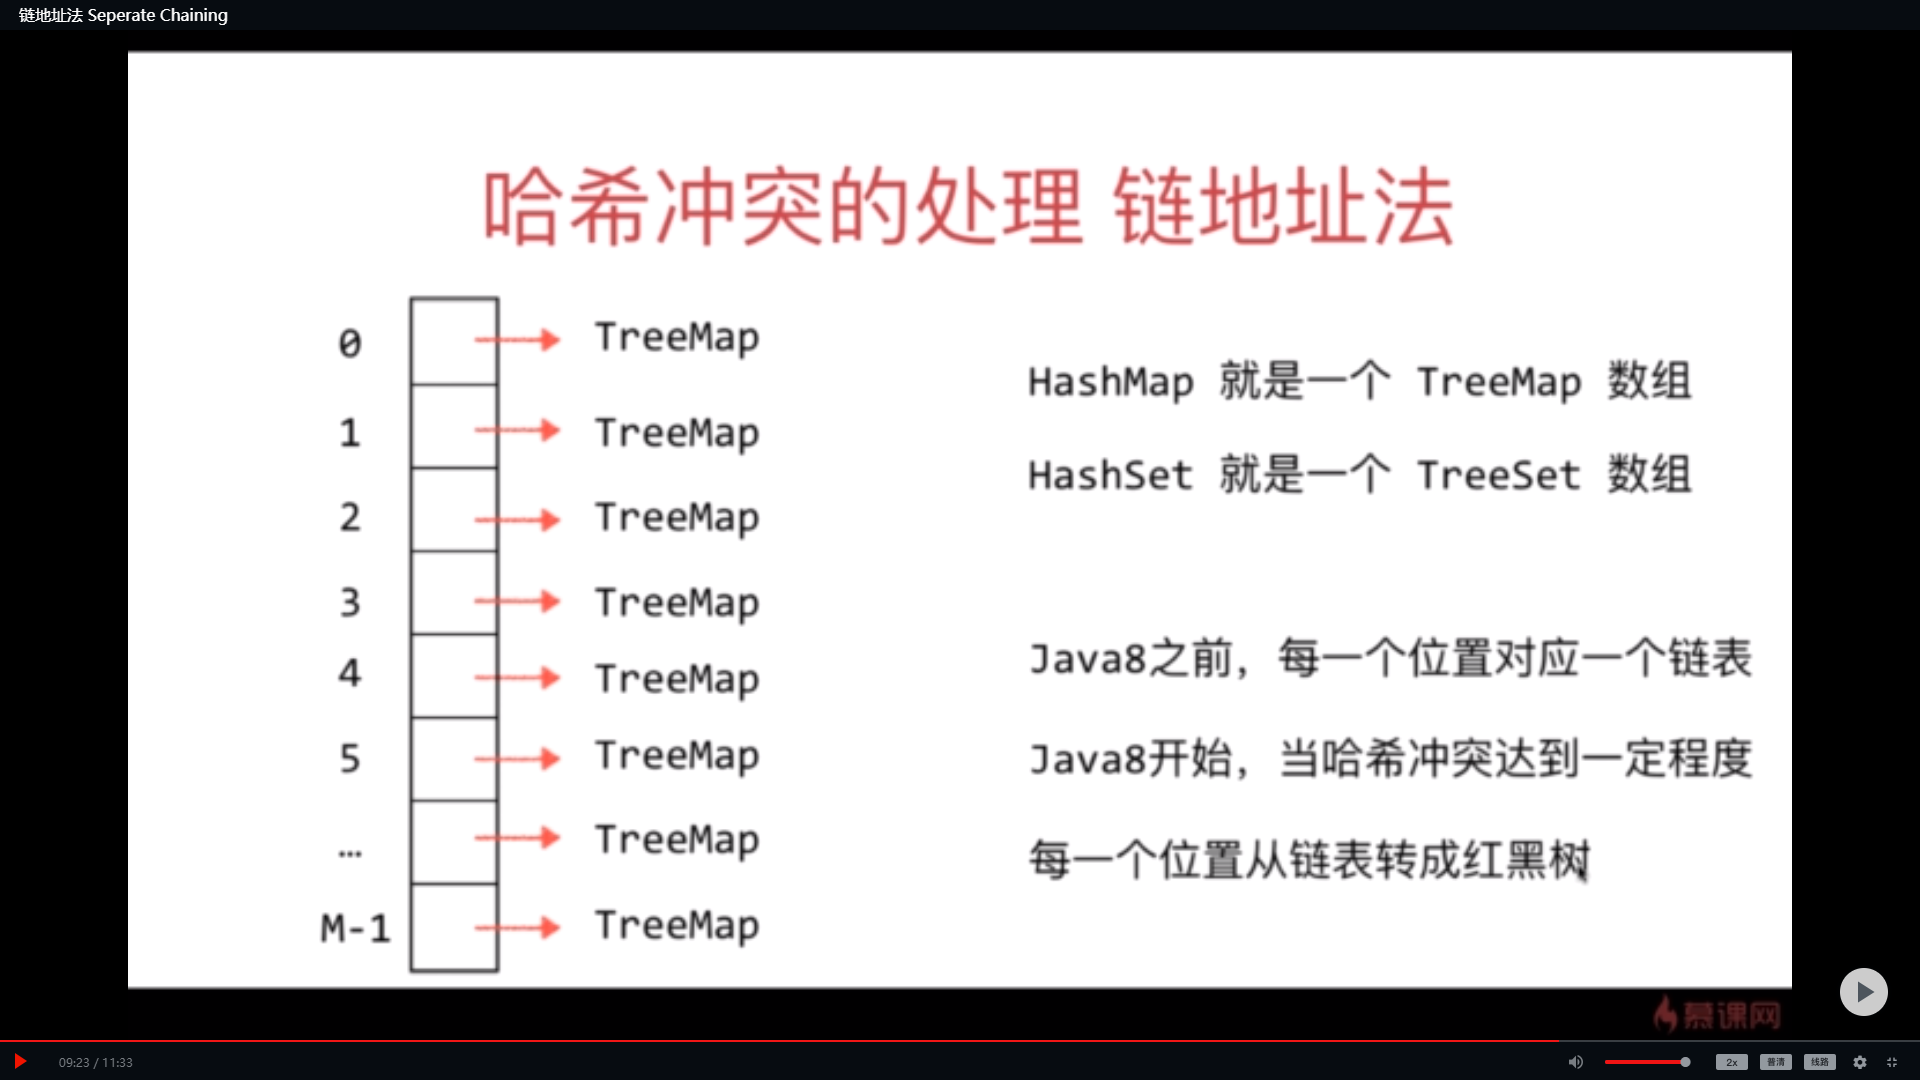 链地址法 Seperate Chaining
哈希冲突的处理 链地址法
0 TreeMap
1 TreeMap
2 TreeMap
3 TreeMap
4 TreeMap
5 TreeMap
... TreeMap
M-1 TreeMap
HashMap 就是一个 TreeMap 数组
HashSet 就是一个 TreeSet 数组
Java8之前，每一个位置对应一个链表
Java8开始，当哈希冲突达到一定程度
每一个位置从链表转成红黑树
慕课网
09:23 / 11:33
2x 普清 线路